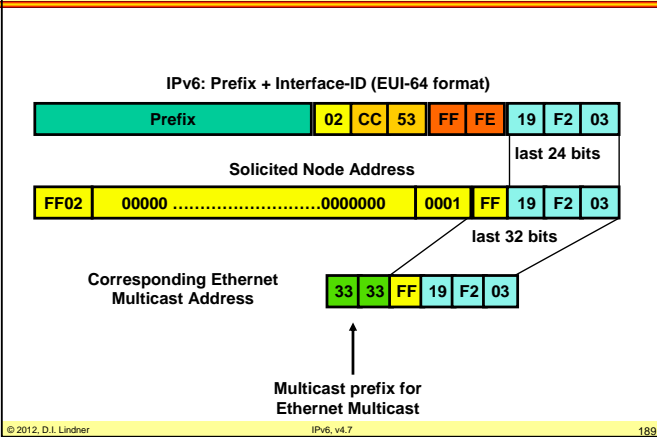 IPv6: Prefix + Interface-ID (EUI-64 format)
Prefix 02 CC 53 FF FE 19 F2 03
last 24 bits
Solicited Node Address
FF02 00000 ……………………….0000000 0001 FF 19 F2 03
last 32 bits
Corresponding Ethernet
Multicast Address
33 33 FF 19 F2 03
Multicast prefix for
Ethernet Multicast
© 2012, D.I. Lindner IPv6, v4.7 189